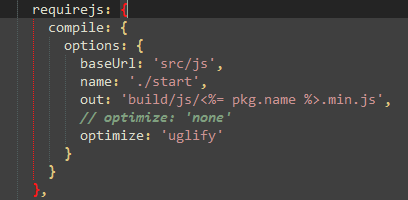 requirejs: {
compile: {
options: {
baseUrl: 'src/js',
name: './start',
out: 'build/js/<%= pkg.name %>.min.js',
// optimize: 'none'
optimize: 'uglify'
}
}
},